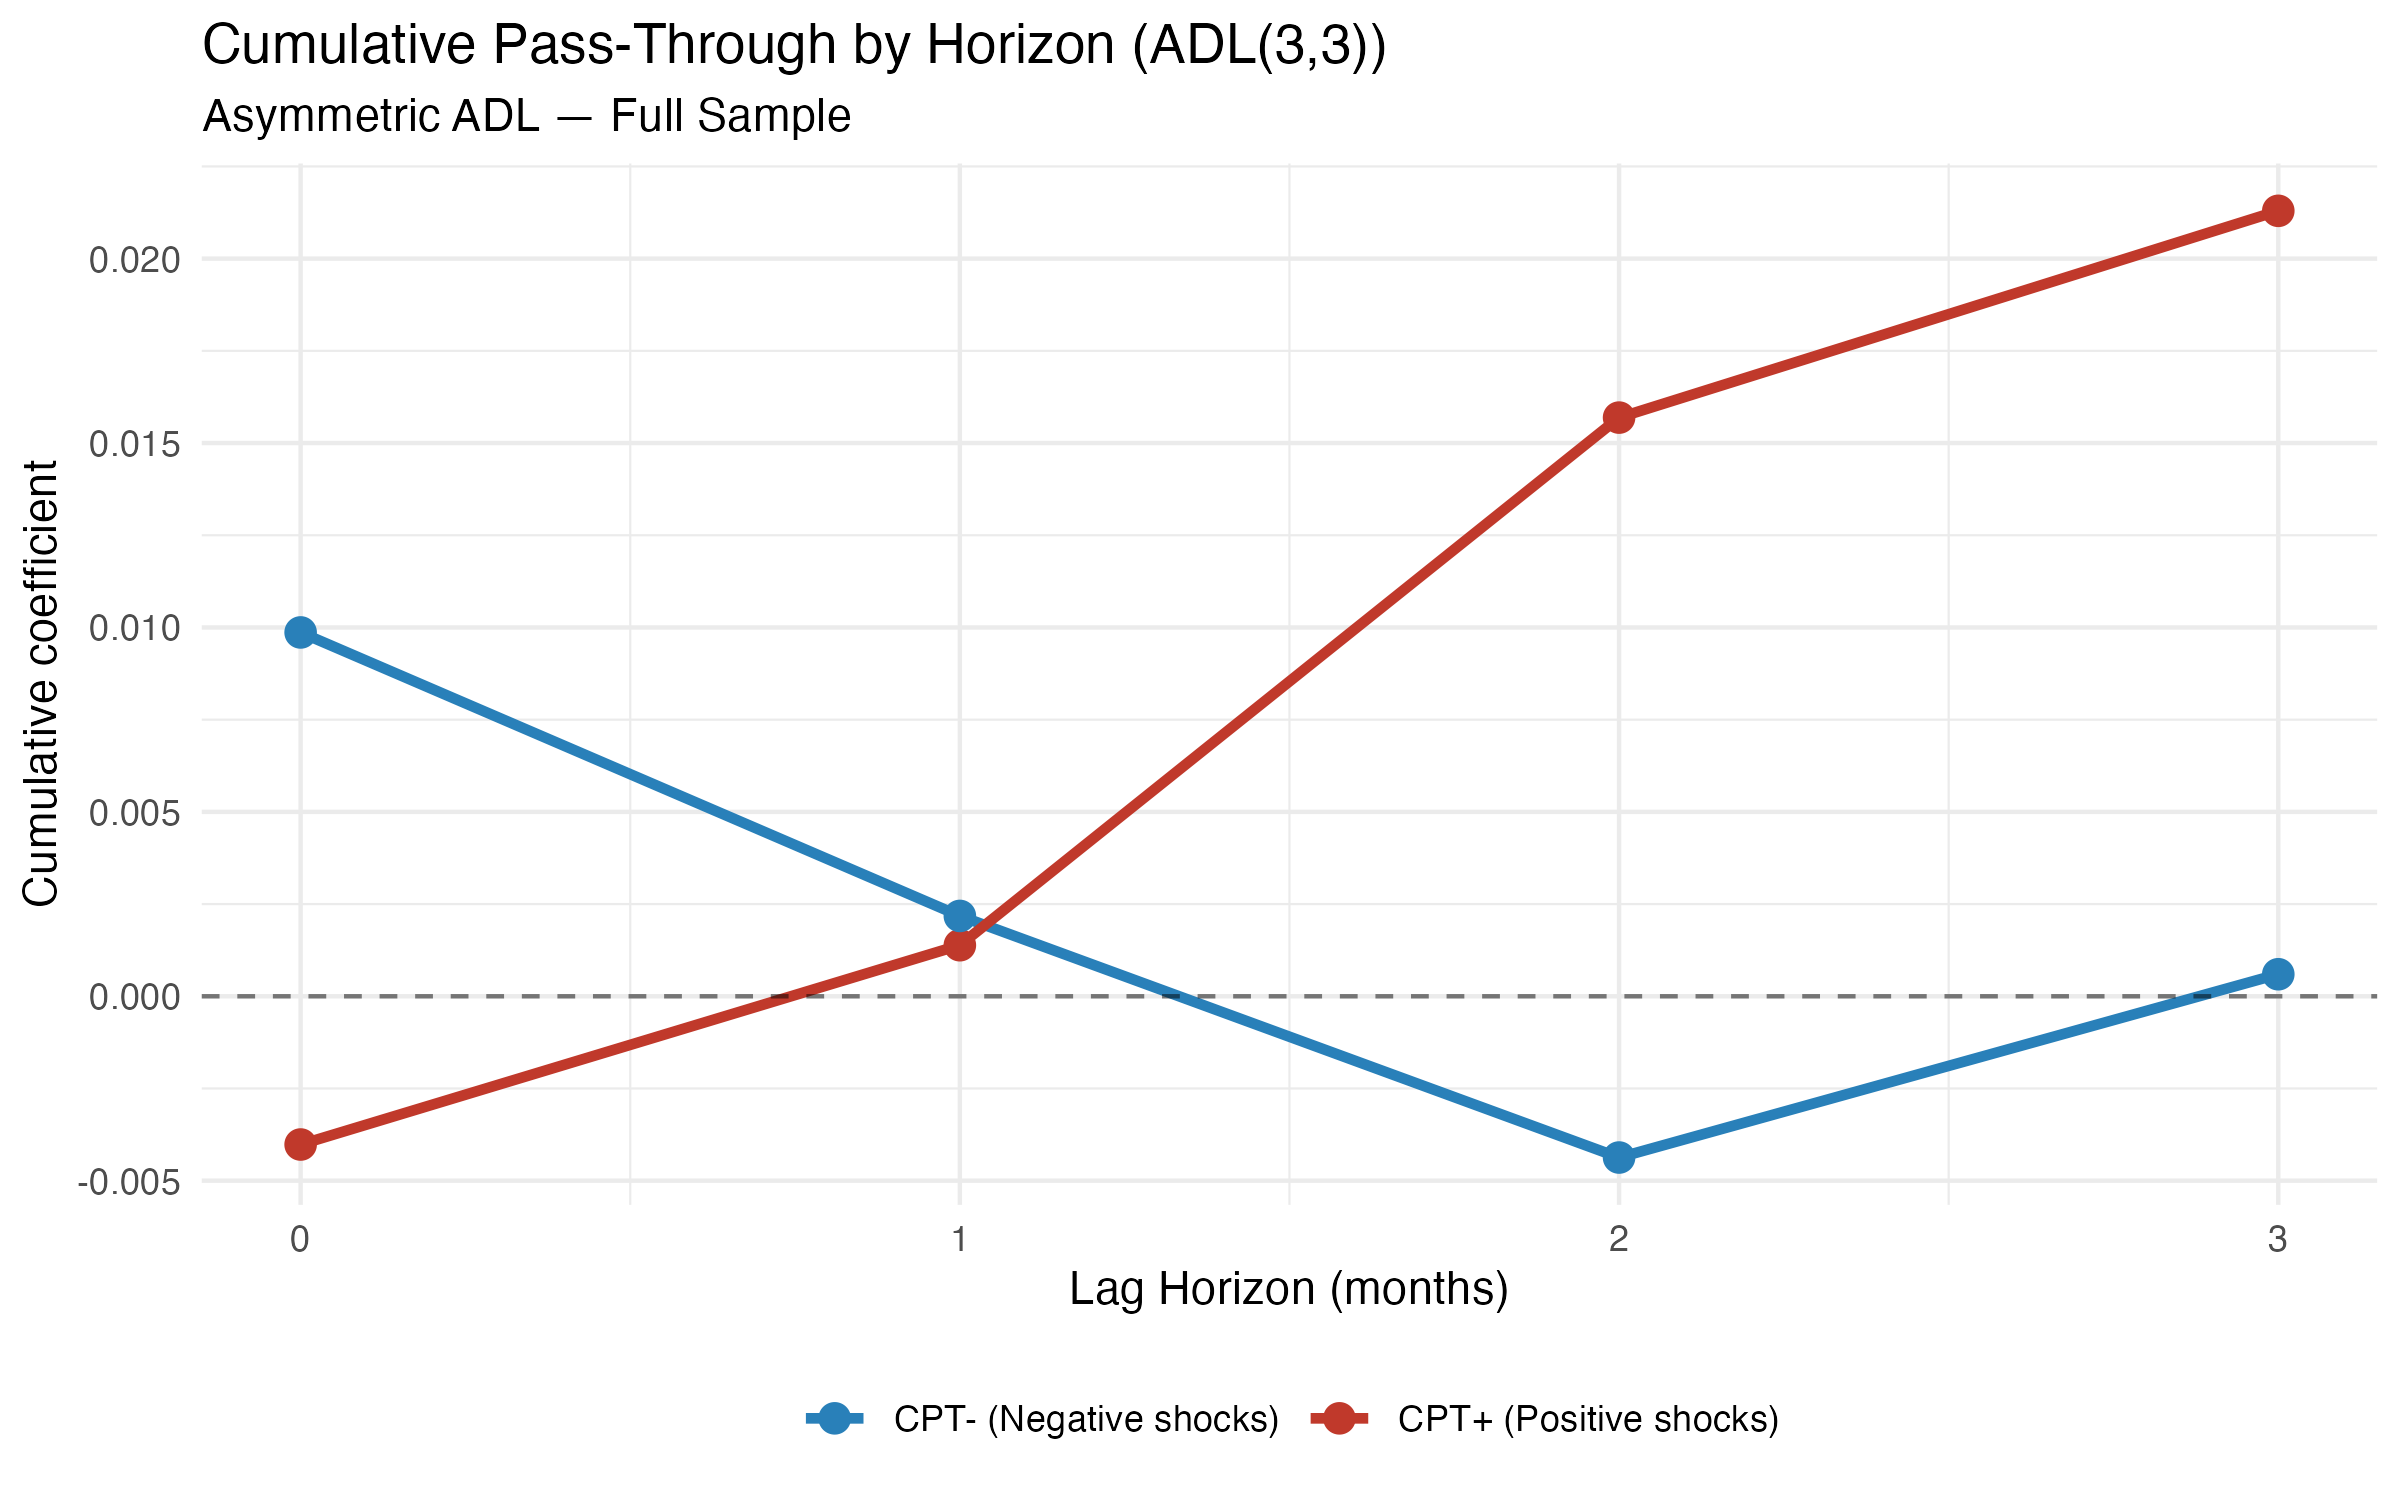 Cumulative Pass-Through by Horizon (ADL(3,3))
Asymmetric ADL — Full Sample
Cumulative coefficient
0.020
0.015
0.010
0.005
0.000
-0.005
0 1 2 3
Lag Horizon (months)
CPT- (Negative shocks) CPT+ (Positive shocks)